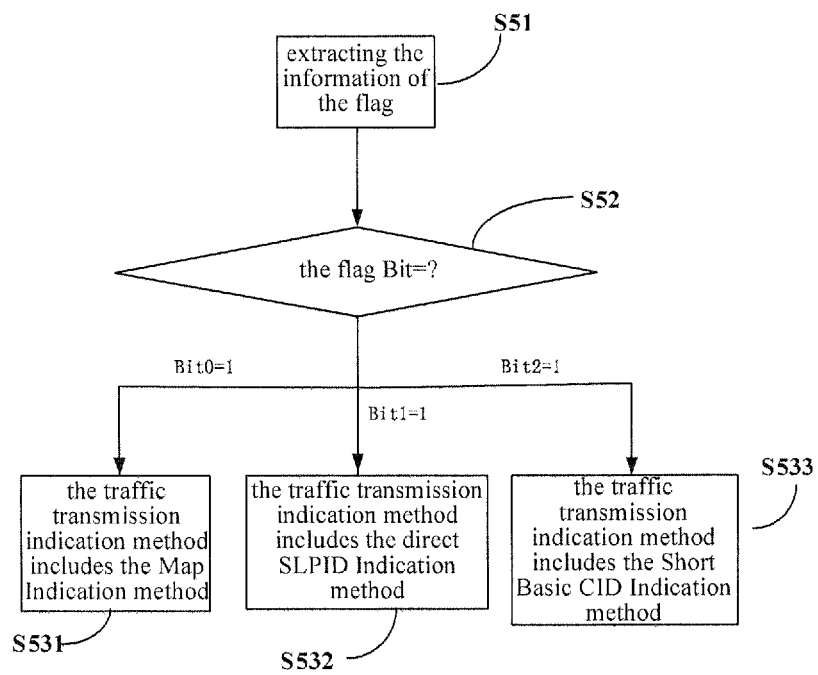 S51
extracting the
information of
the flag
S52
the flag Bit=?
Bit0=1
Bit2=1
Bit1=1
the traffic
transmission
indication method
includes the Map
Indication method
S531
the traffic transmission
indication method
includes the direct
SLPID Indication
method
S532
the traffic
transmission
indication method
includes the Short
Basic CID Indication
method
S533